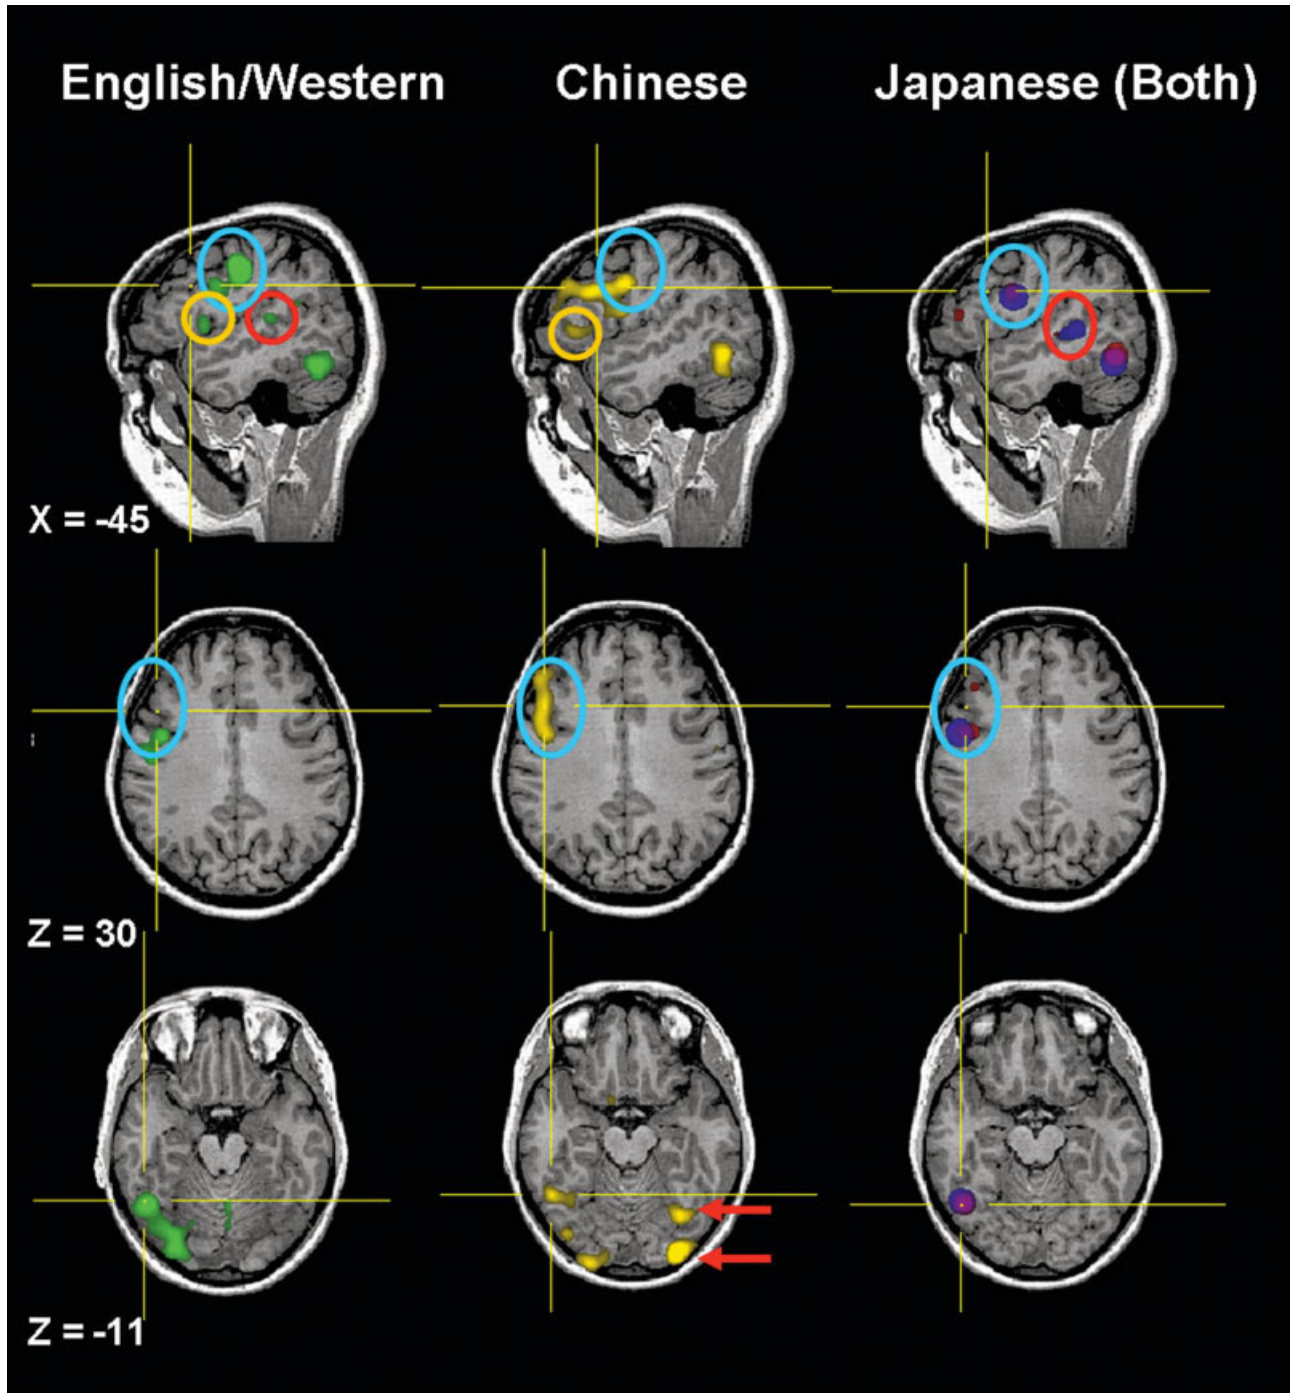 English/Western
Chinese
Japanese (Both)
X = -45
Z = 30
Z = -11